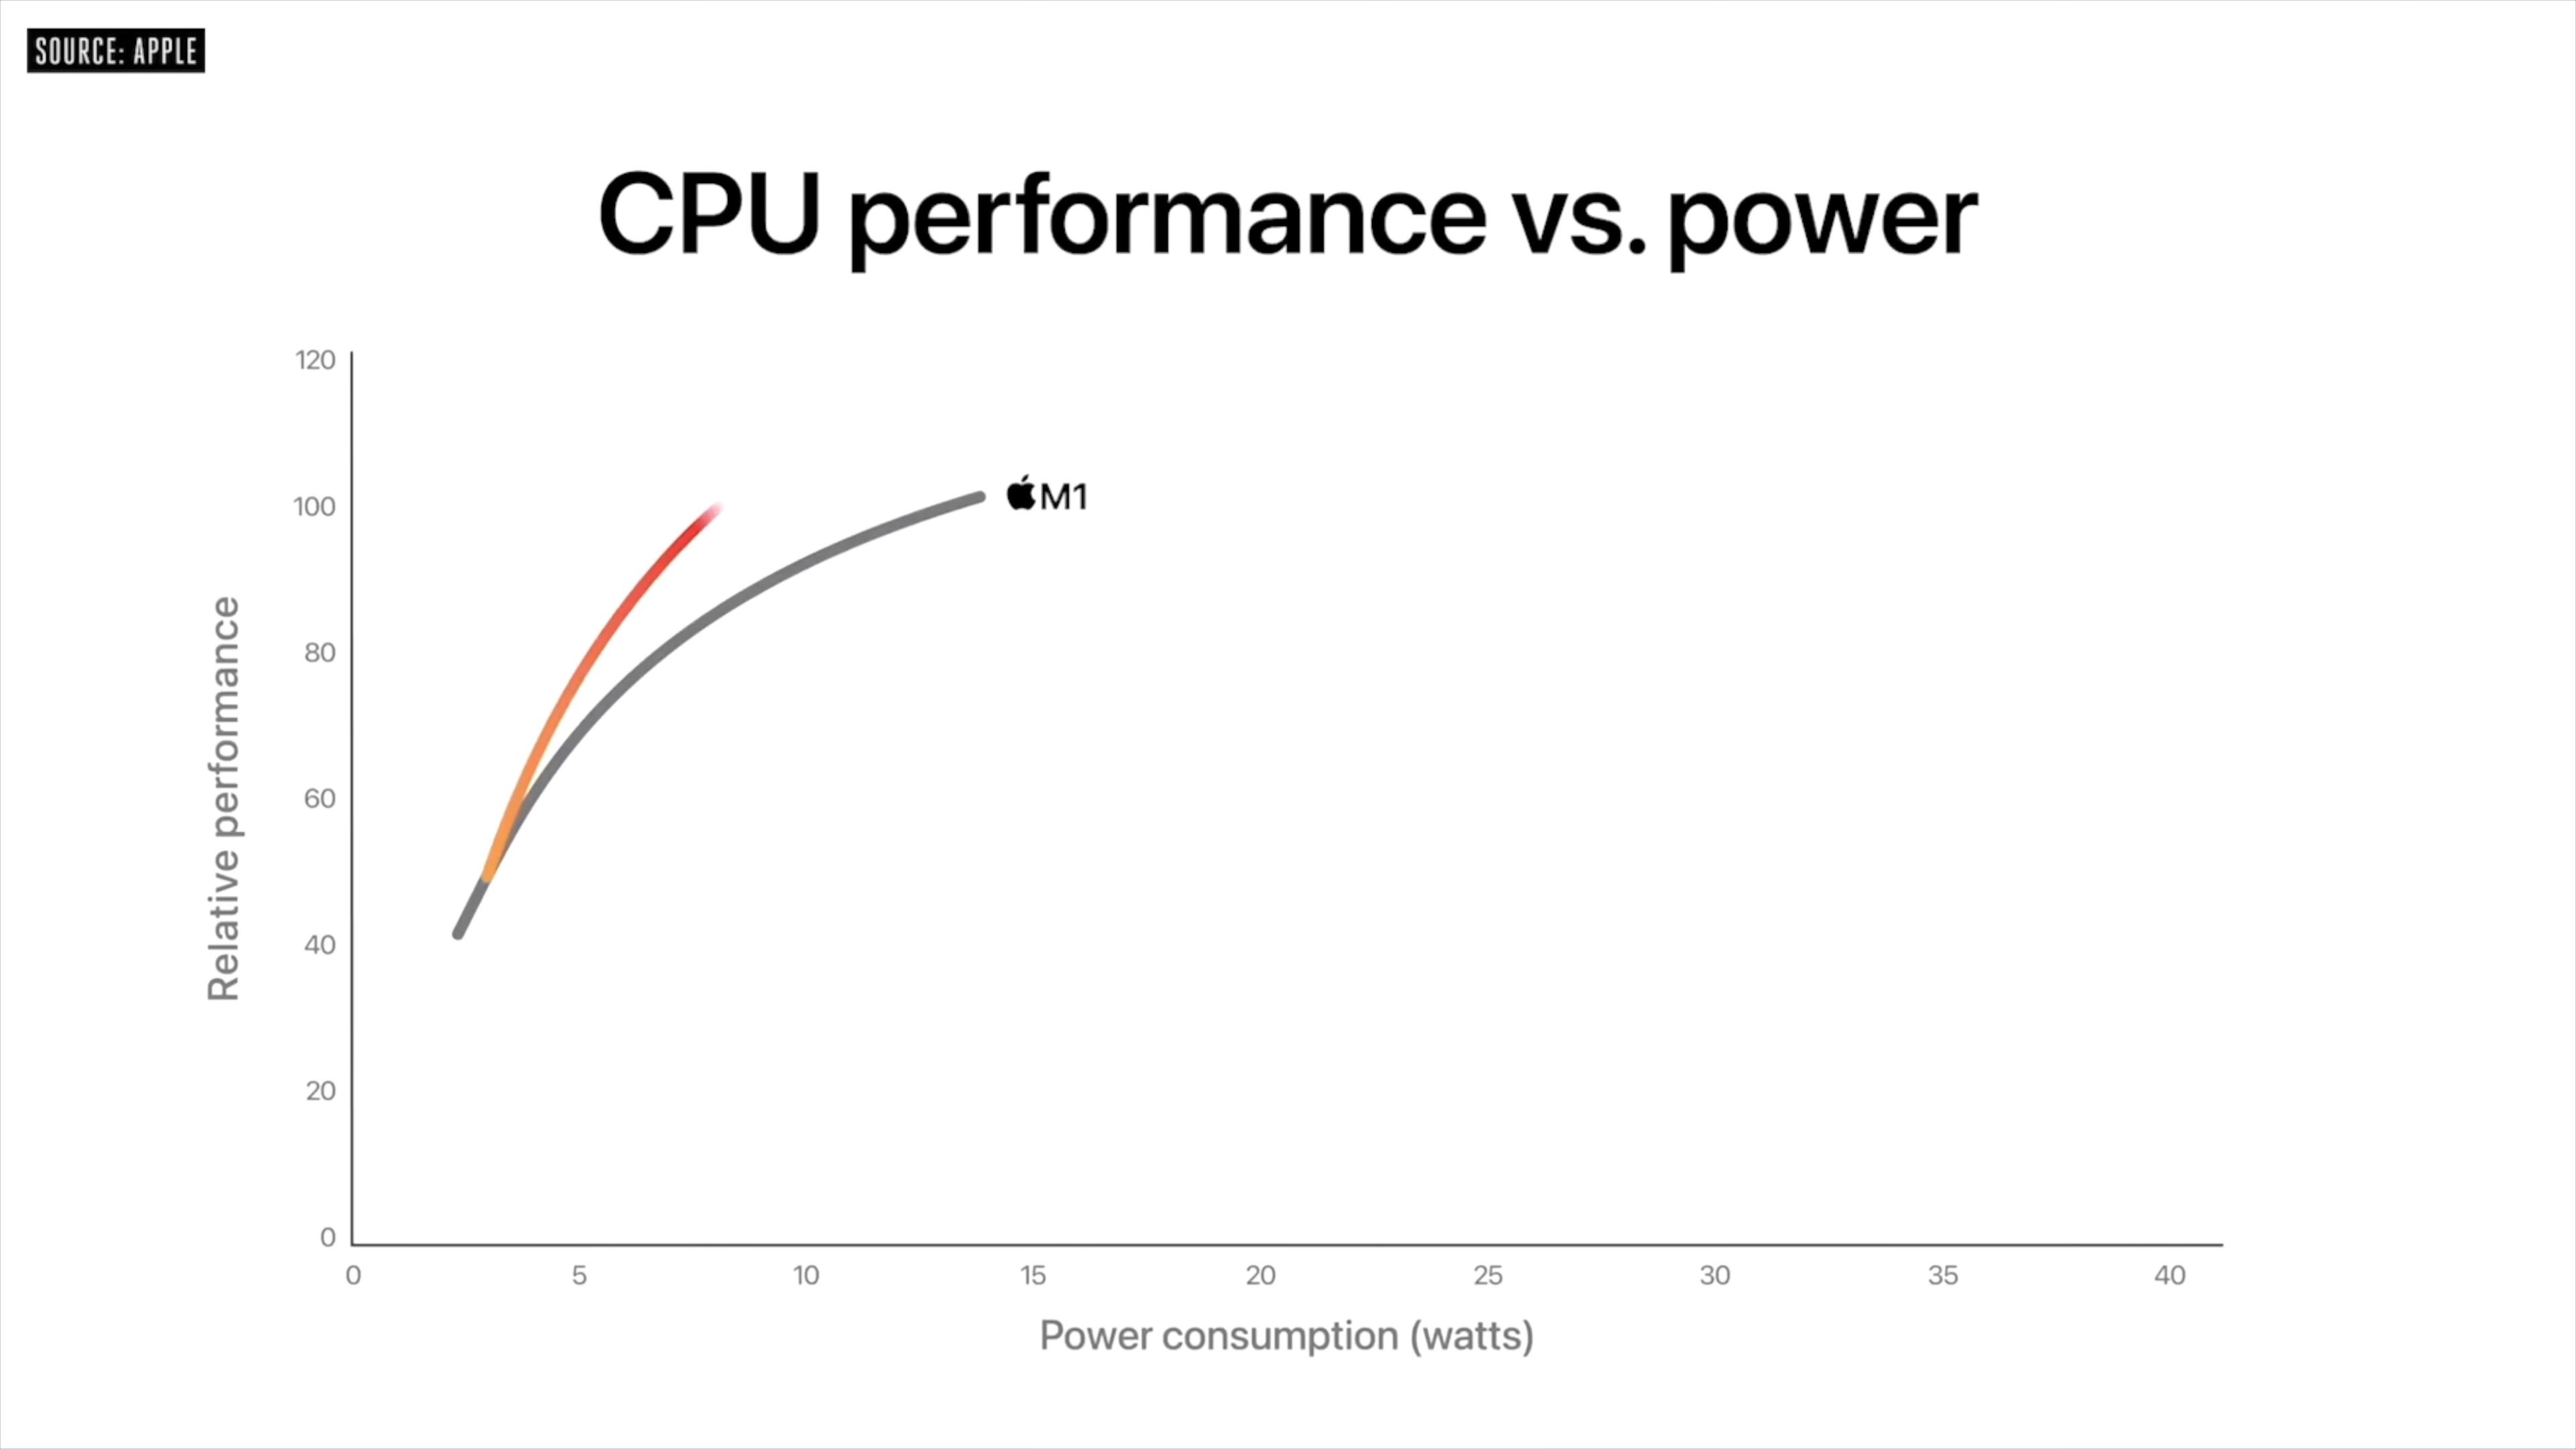 SOURCE: APPLE
CPU performance vs. power
120
100
80
60
40
20
0
Relative performance
M1
0 5 10 15 20 25 30 35 40
Power consumption (watts)